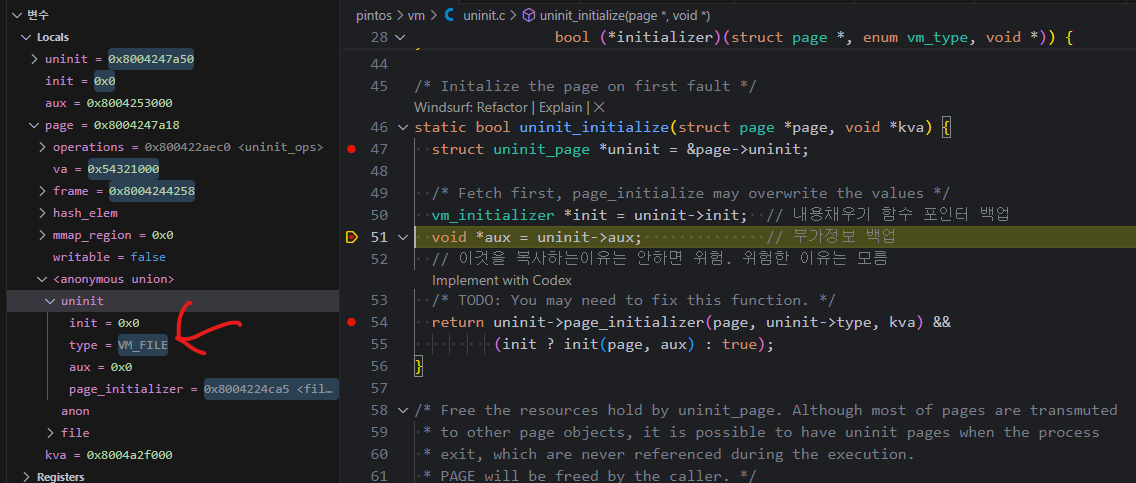 변수
Locals
uninit = 0x8004247a50
init = 0x0
aux = 0x8004253000
page = 0x8004247a18
operations = 0x800422aec0 <uninit_ops>
va = 0x54321000
frame = 0x8004244258
hash_elem
mmap_region = 0x0
writable = false
<anonymous union>
uninit
init = 0x0
type = VM_FILE
aux = 0x0
page_initializer = 0x8004224ca5 <fil…
anon
file
kva = 0x8004a2f000
Registers
pintos > vm > C uninit.c > uninit_initialize(page *, void *)
28 bool (*initializer)(struct page *, enum vm_type, void *)) {
44
45 /* Initalize the page on first fault */
Windsurf: Refactor | Explain | X
46 static bool uninit_initialize(struct page *page, void *kva) {
47 struct uninit_page *uninit = &page->uninit;
48
49 /* Fetch first, page_initialize may overwrite the values */
50 vm_initializer *init = uninit->init; // 내용채우기 함수 포인터 백업
51 void *aux = uninit->aux; // 부가정보 백업
52 // 이것을 복사하는이유는 안하면 위험. 위험한 이유는 모름
Implement with Codex
53 /* TODO: You may need to fix this function. */
54 return uninit->page_initializer(page, uninit->type, kva) &&
55 (init ? init(page, aux) : true);
56 }
57
58 /* Free the resources hold by uninit_page. Although most of pages are transmuted
59 * to other page objects, it is possible to have uninit pages when the process
60 * exit, which are never referenced during the execution.
61 * PAGE will be freed by the caller. */